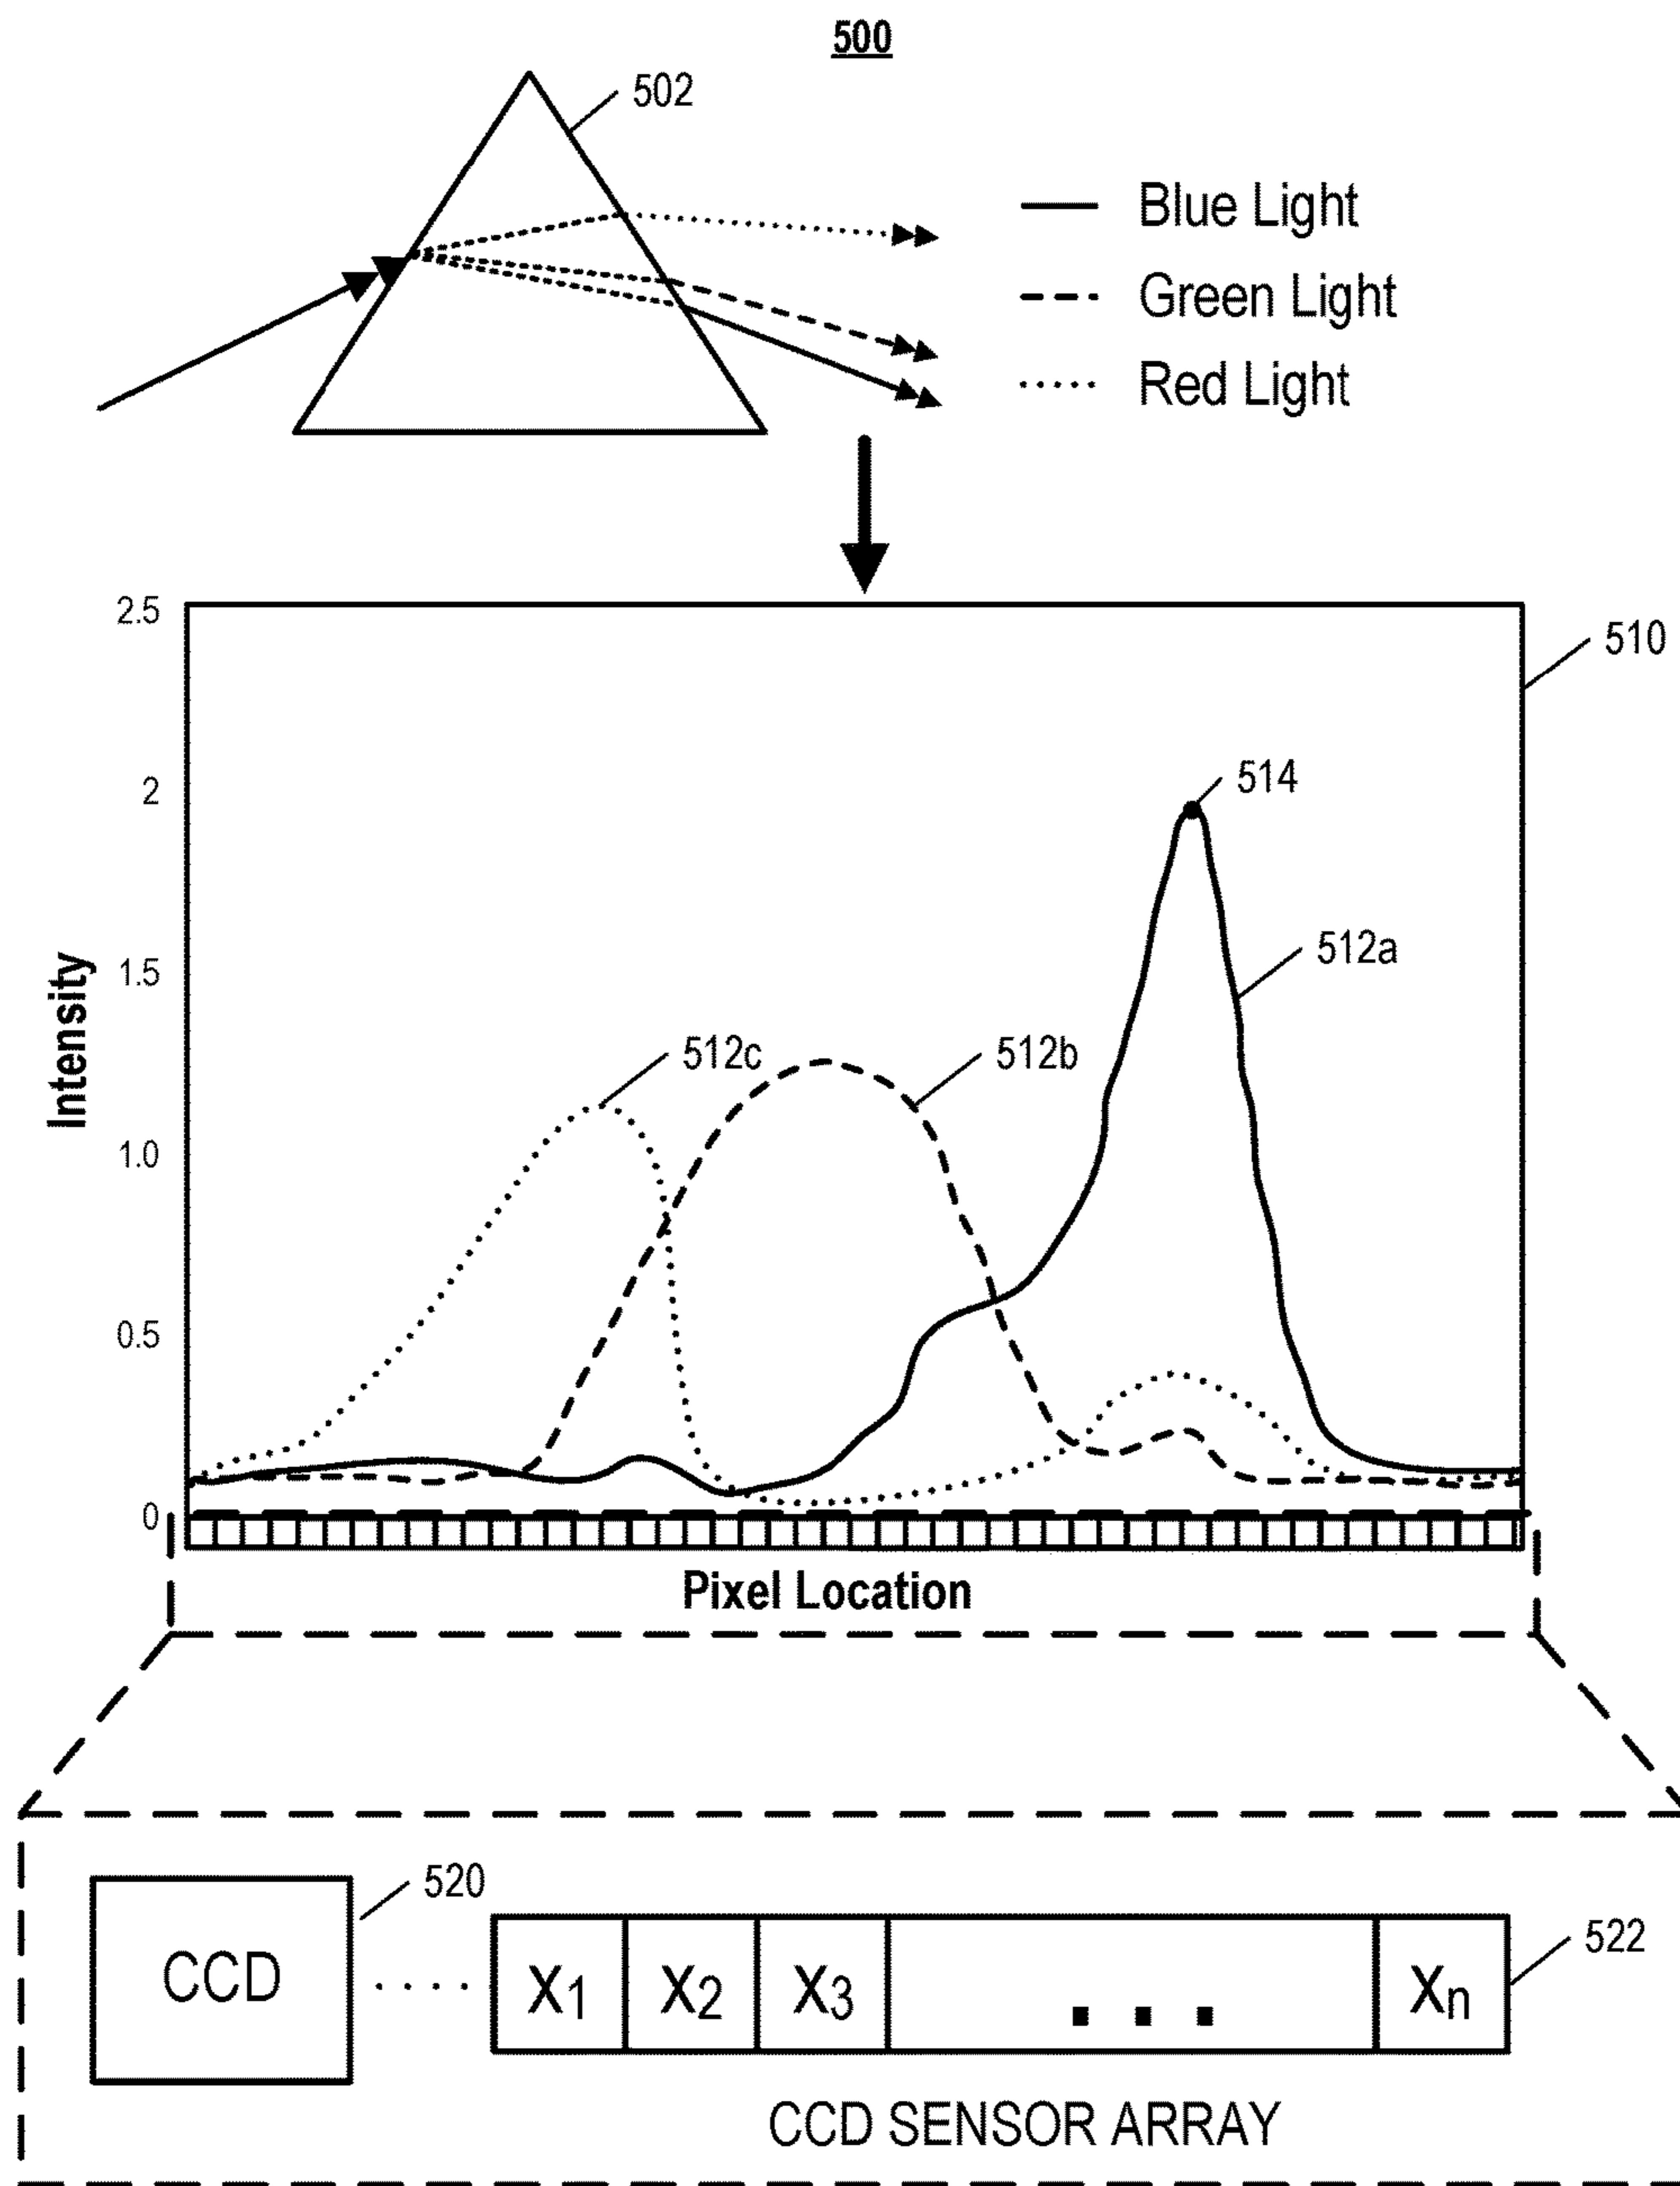 500
502
Blue Light
Green Light
Red Light
2.5
510
2
514
1.5
512a
Intensity
512c
512b
1.0
0.5
0
Pixel Location
520
CCD
522
X1
X2
X3
. . .
Xn
CCD SENSOR ARRAY